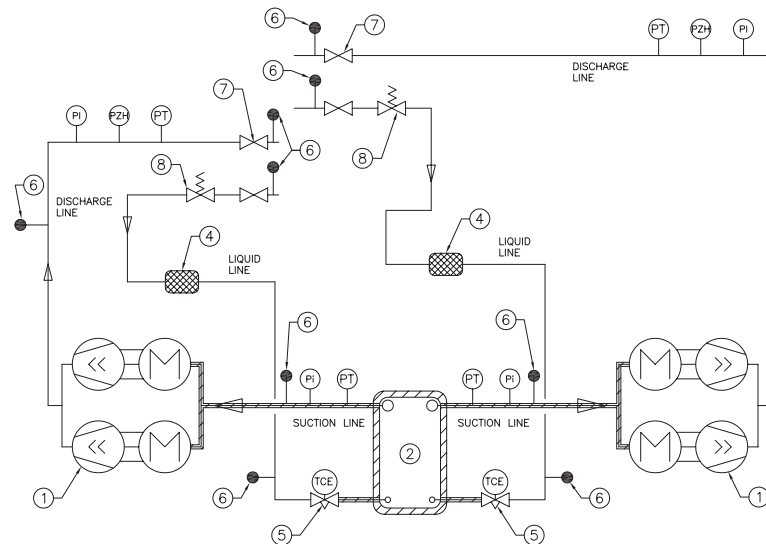 6
7
PT
PZH
PI
DISCHARGE
LINE
6
PI
PZH
PT
7
6
8
8
6
DISCHARGE
LINE
4
LIQUID
LINE
4
LIQUID
LINE
6
6
M
M
Pi
PT
PT
Pi
SUCTION LINE
SUCTION LINE
2
M
M
1
6
TCE
TCE
6
1
5
5